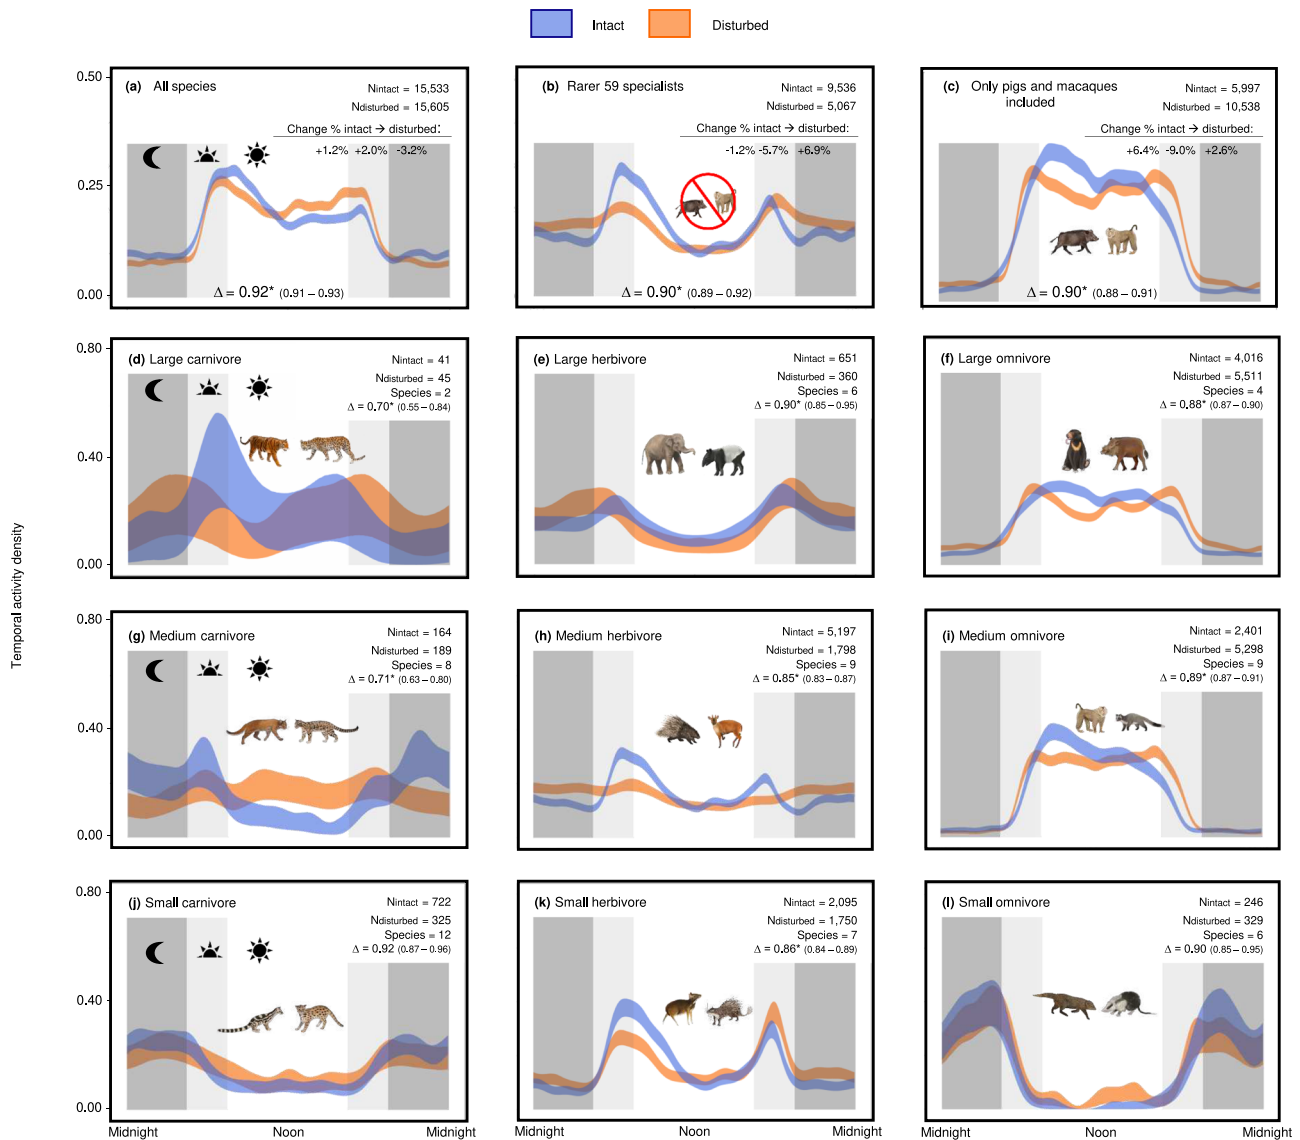 Intact Disturbed
Temporal activity density
0.50
0.25
0.00
(a) All species
Nintact = 15,533
Ndisturbed = 15,605
Change % intact → disturbed:
+1.2% +2.0% -3.2%
Δ = 0.92* (0.91 – 0.93)
(b) Rarer 59 specialists
Nintact = 9,536
Ndisturbed = 5,067
Change % intact → disturbed:
-1.2% -5.7% +6.9%
Δ = 0.90* (0.89 – 0.92)
(c) Only pigs and macaques
included
Nintact = 5,997
Ndisturbed = 10,538
Change % intact → disturbed:
+6.4% -9.0% +2.6%
Δ = 0.90* (0.88 – 0.91)
0.80
0.40
0.00
(d) Large carnivore
Nintact = 41
Ndisturbed = 45
Species = 2
Δ = 0.70* (0.55 – 0.84)
(e) Large herbivore
Nintact = 651
Ndisturbed = 360
Species = 6
Δ = 0.90* (0.85 – 0.95)
(f) Large omnivore
Nintact = 4,016
Ndisturbed = 5,511
Species = 4
Δ = 0.88* (0.87 – 0.90)
0.80
0.40
0.00
(g) Medium carnivore
Nintact = 164
Ndisturbed = 189
Species = 8
Δ = 0.71* (0.63 – 0.80)
(h) Medium herbivore
Nintact = 5,197
Ndisturbed = 1,798
Species = 9
Δ = 0.85* (0.83 – 0.87)
(i) Medium omnivore
Nintact = 2,401
Ndisturbed = 5,298
Species = 9
Δ = 0.89* (0.87 – 0.91)
0.80
0.40
0.00
(j) Small carnivore
Nintact = 722
Ndisturbed = 325
Species = 12
Δ = 0.92 (0.87 – 0.96)
(k) Small herbivore
Nintact = 2,095
Ndisturbed = 1,750
Species = 7
Δ = 0.86* (0.84 – 0.89)
(l) Small omnivore
Nintact = 246
Ndisturbed = 329
Species = 6
Δ = 0.90 (0.85 – 0.95)
Midnight Noon Midnight Midnight Noon Midnight Midnight Noon Midnight